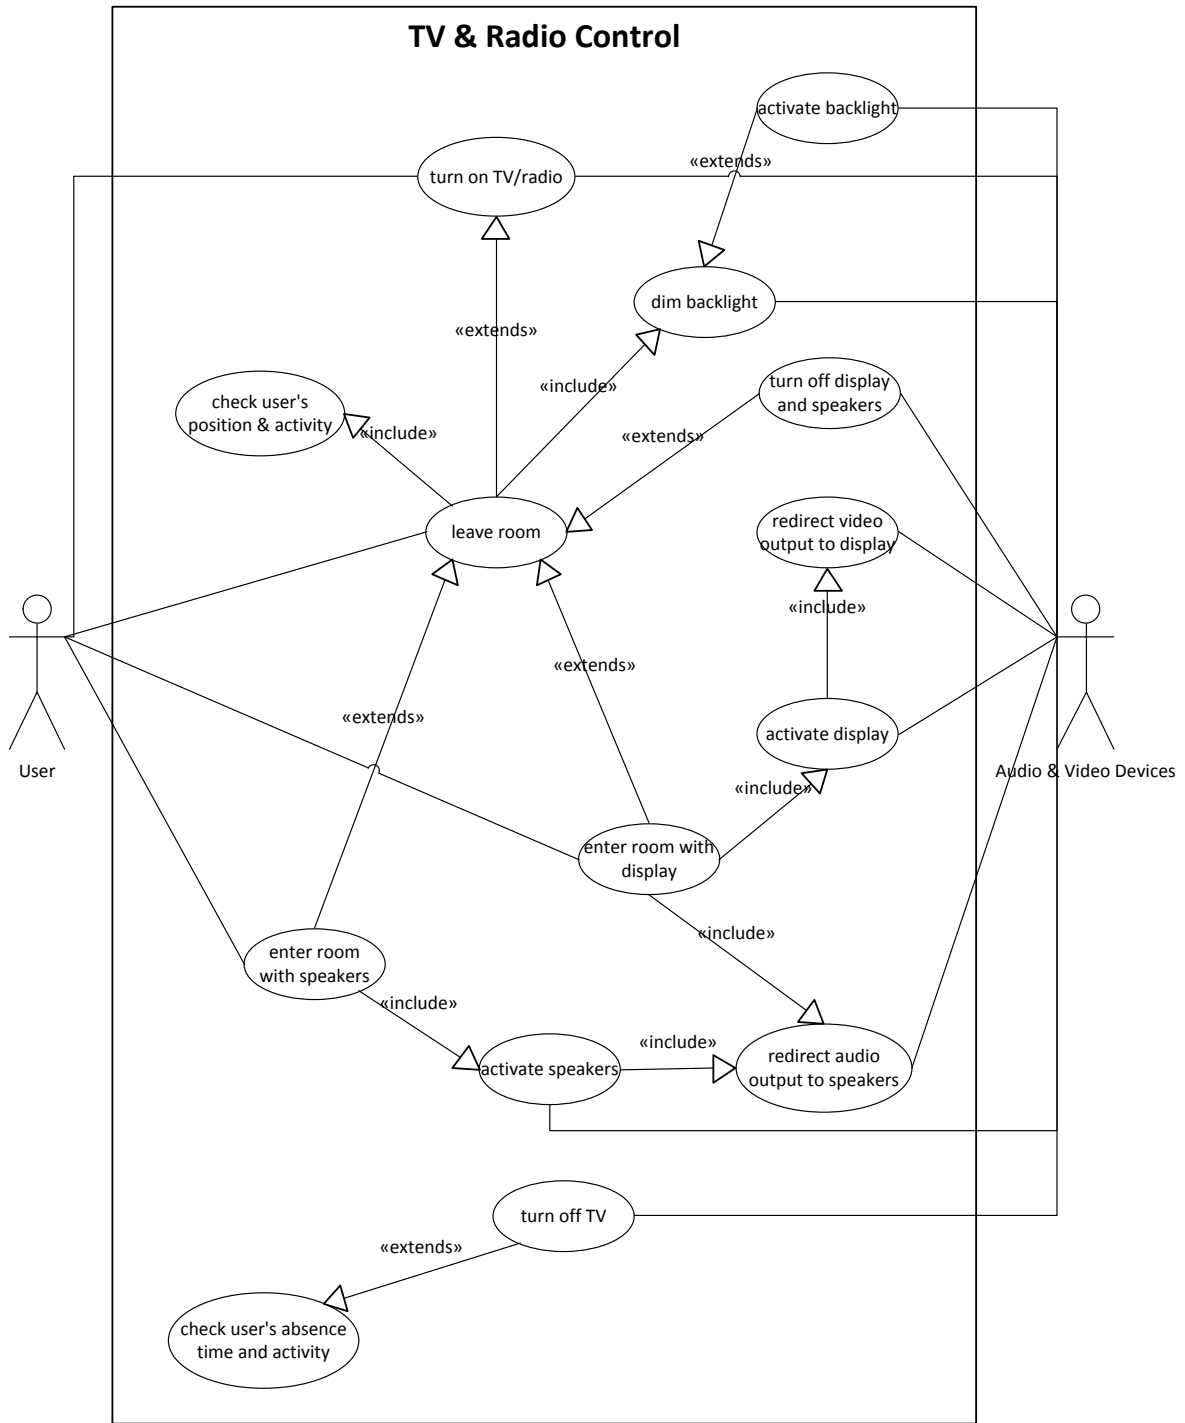 TV & Radio Control
activate backlight
«extends»
turn on TV/radio
dim backlight
«extends»
«include»
turn off display
and speakers
check user's
position & activity
«include»
«extends»
leave room
redirect video
output to display
«include»
«extends»
«extends»
activate display
User
Audio & Video Devices
«include»
enter room with
display
«include»
enter room
with speakers
«include»
activate speakers
«include»
redirect audio
output to speakers
turn off TV
«extends»
check user's absence
time and activity